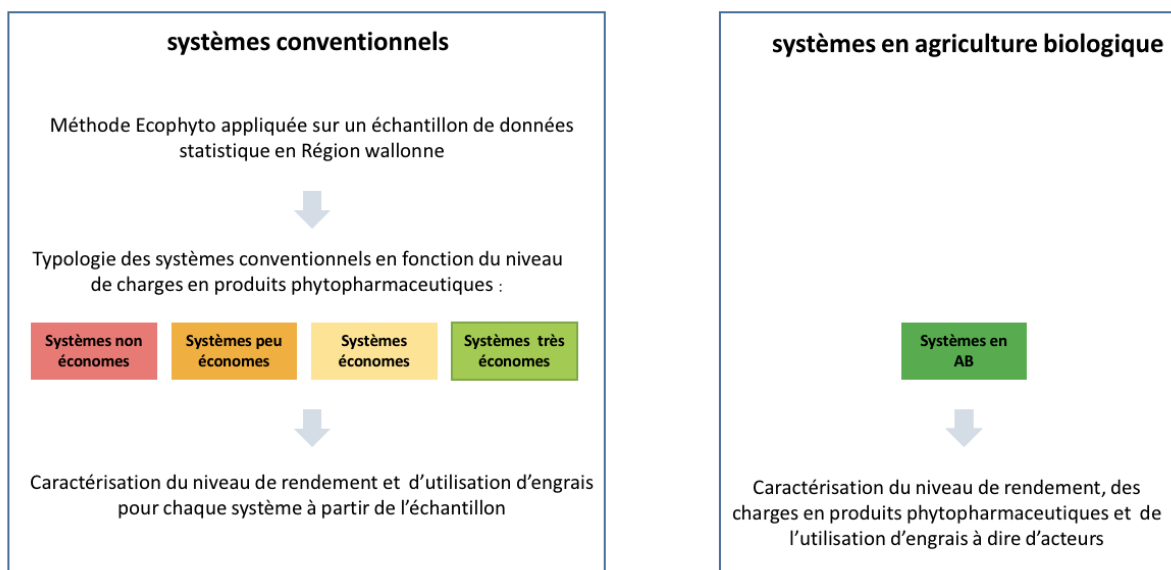 systèmes conventionnels
Méthode Ecophyto appliquée sur un échantillon de données
statistique en Région wallonne
Typologie des systèmes conventionnels en fonction du niveau
de charges en produits phytopharmaceutiques :
Systèmes non
économes
Systèmes peu
économes
Systèmes
économes
Systèmes très
économes
Caractérisation du niveau de rendement et d’utilisation d’engrais
pour chaque système à partir de l’échantillon
systèmes en agriculture biologique
Systèmes en
AB
Caractérisation du niveau de rendement, des
charges en produits phytopharmaceutiques et de
l’utilisation d’engrais à dire d’acteurs